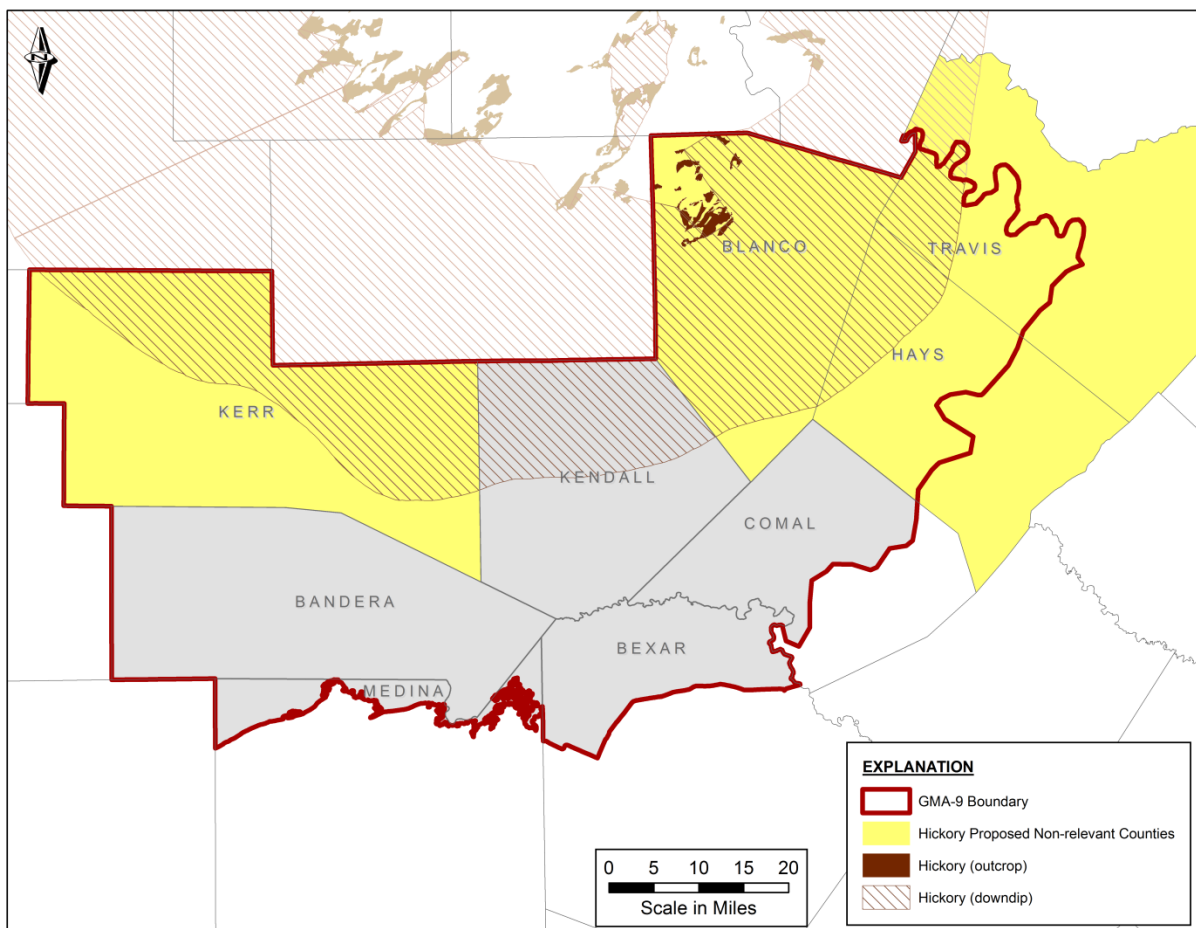 N
BLANCO
TRAVIS
HAYS
KERR
KENDALL
COMAL
BANDERA
BEXAR
MEDINA
EXPLANATION
GMA-9 Boundary
Hickory Proposed Non-relevant Counties
Hickory (outcrop)
Hickory (downdip)
0 5 10 15 20
Scale in Miles